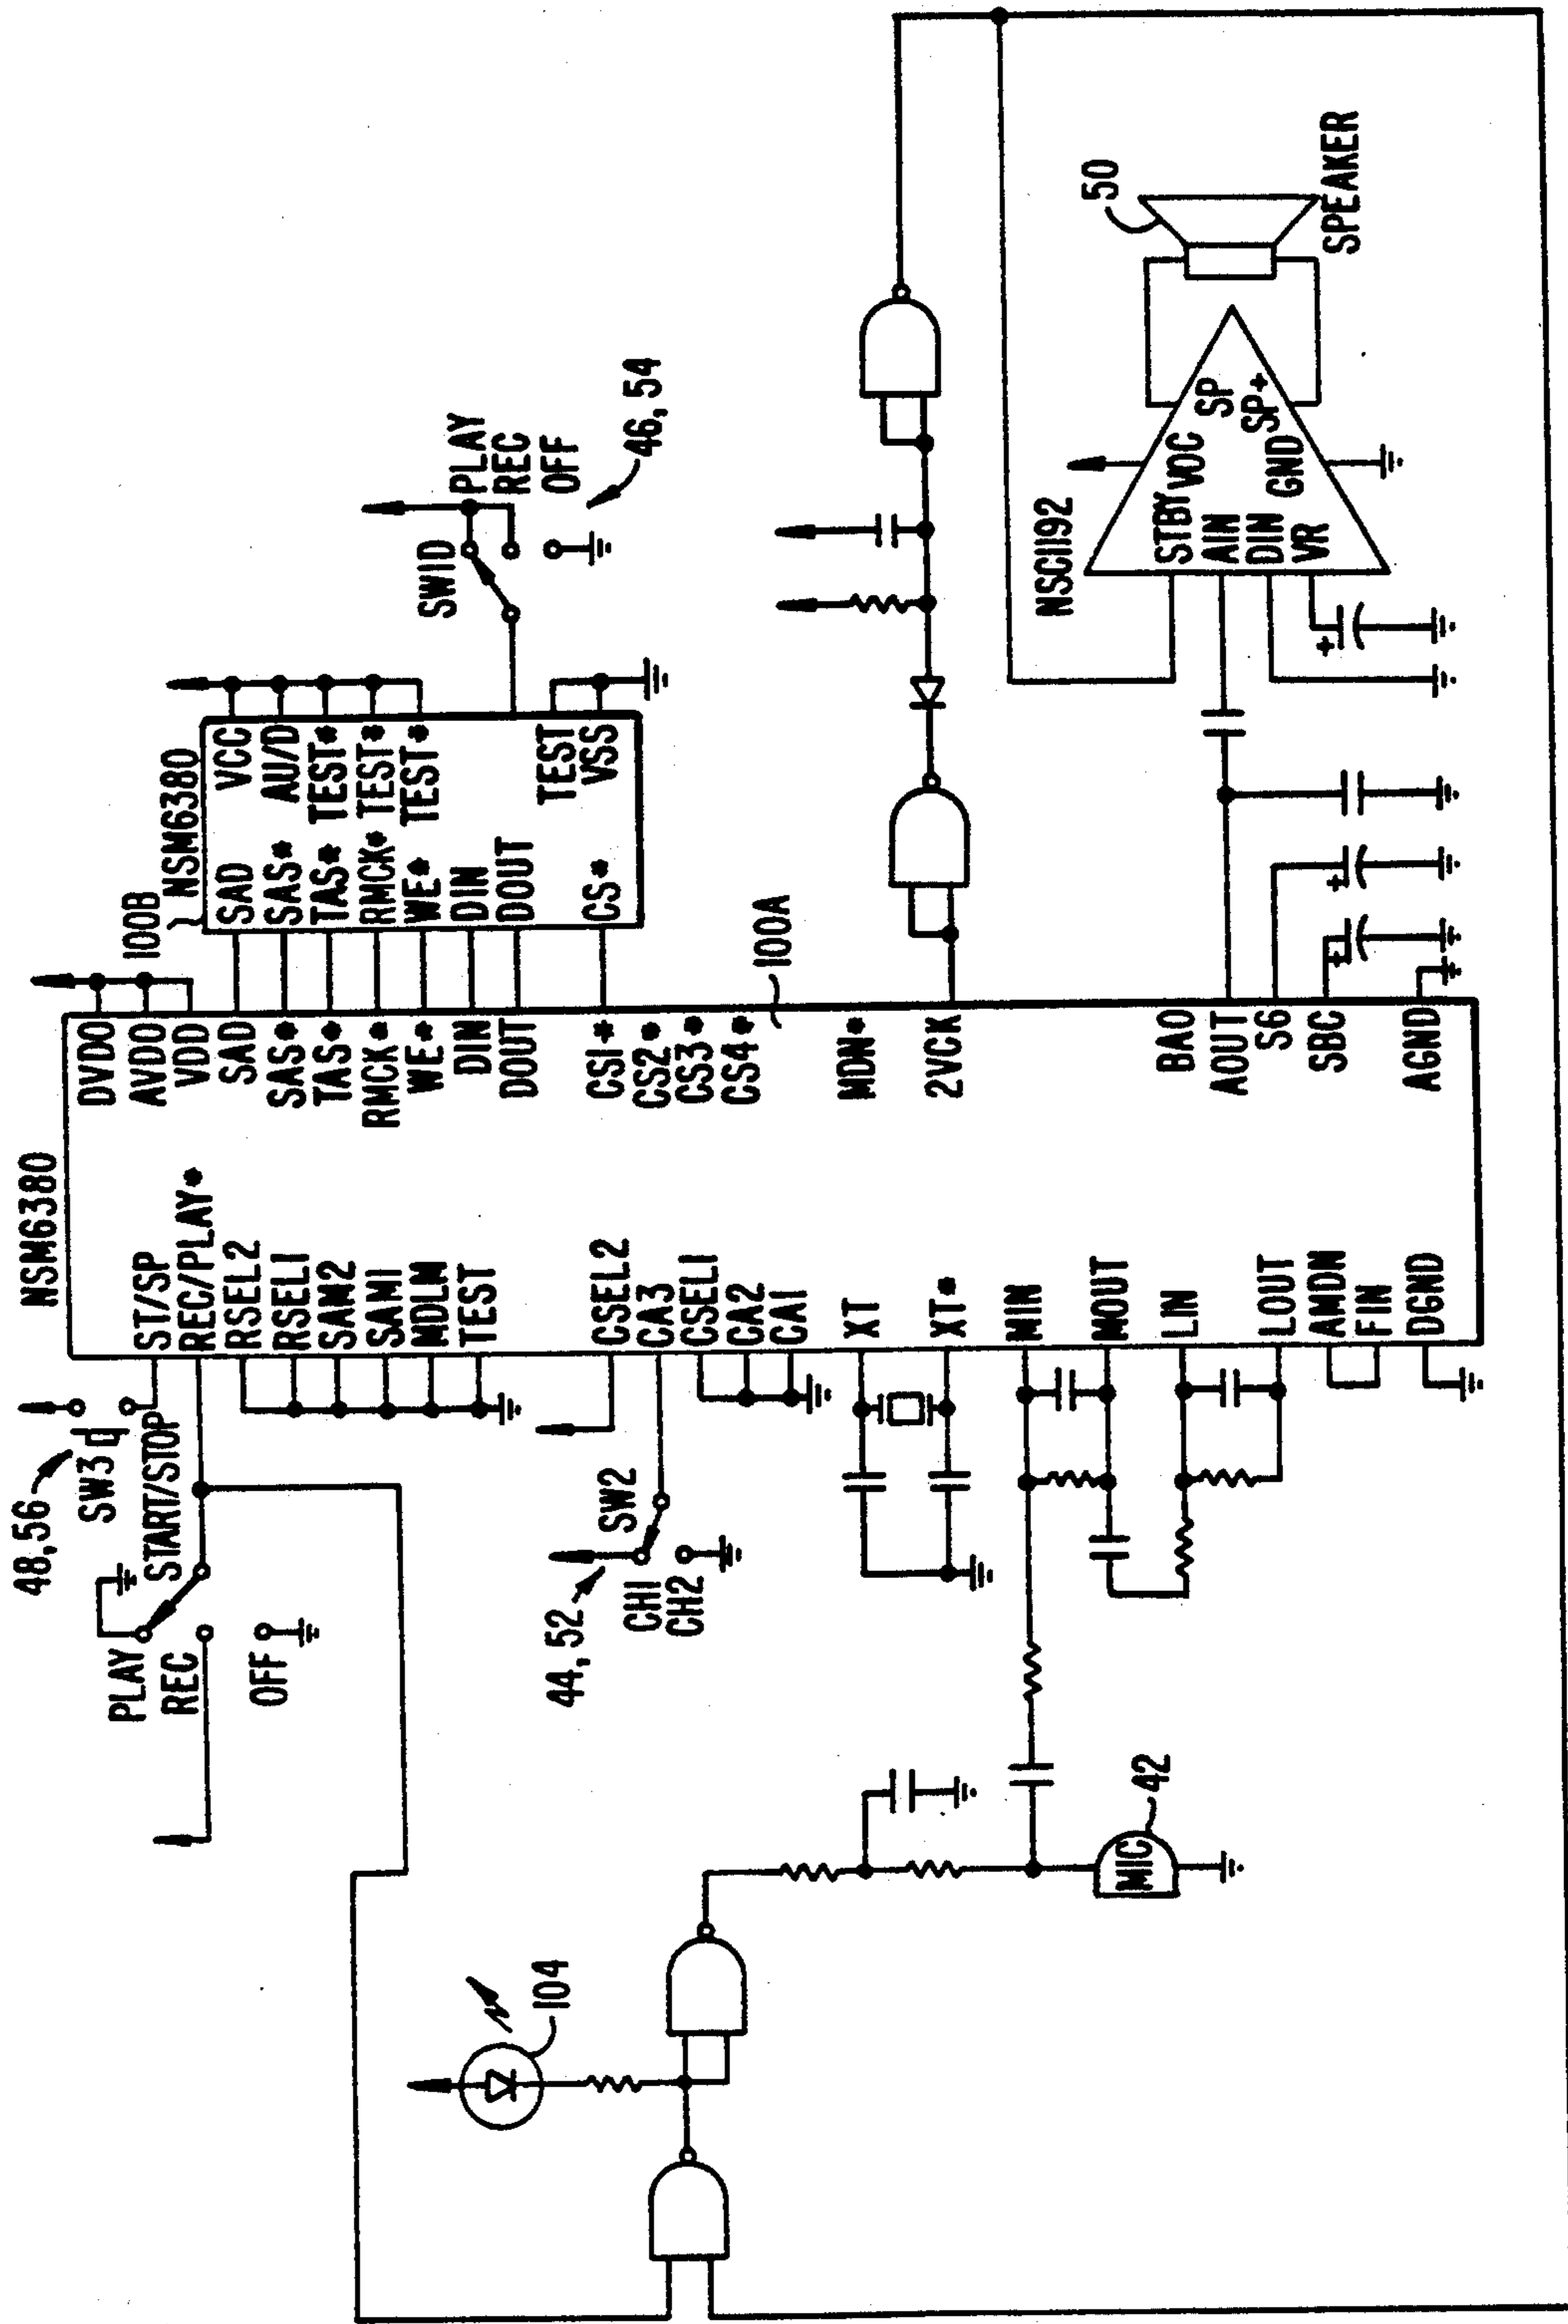 NSM6380
48,56
SW3
START/STOP
PLAY
REC
OFF
ST/SP
REC/PLAY*
RSEL2
RSEL1
SAM2
SAM1
MDLM
TEST
CSEL2
CA3
CSEL1
CA2
CA1
XT
XT*
MIN
MOUT
LIN
LOUT
AMDN
FIN
DGND
DVDO
AVDO
VDD
SAD
SAS*
TAS*
RMCK*
WE*
DIN
DOUT
CS1*
CS2*
CS3*
CS4*
MDN*
2VCK
BAO
AOUT
S6
SBC
AGND
100A
100B
NSM6380
SAD
SAS*
TAS*
RMCK*
WE*
DIN
DOUT
CS*
VCC
AU/D
TEST*
TEST*
TEST*
TEST
VSS
SW1D
PLAY
REC
OFF
46,54
44,52
SW2
CH1
CH2
104
MIC
42
NSC1192
STBY
VOC
AIN
DIN
VR
GND
SP
SP+
50
SPEAKER
+
+
+